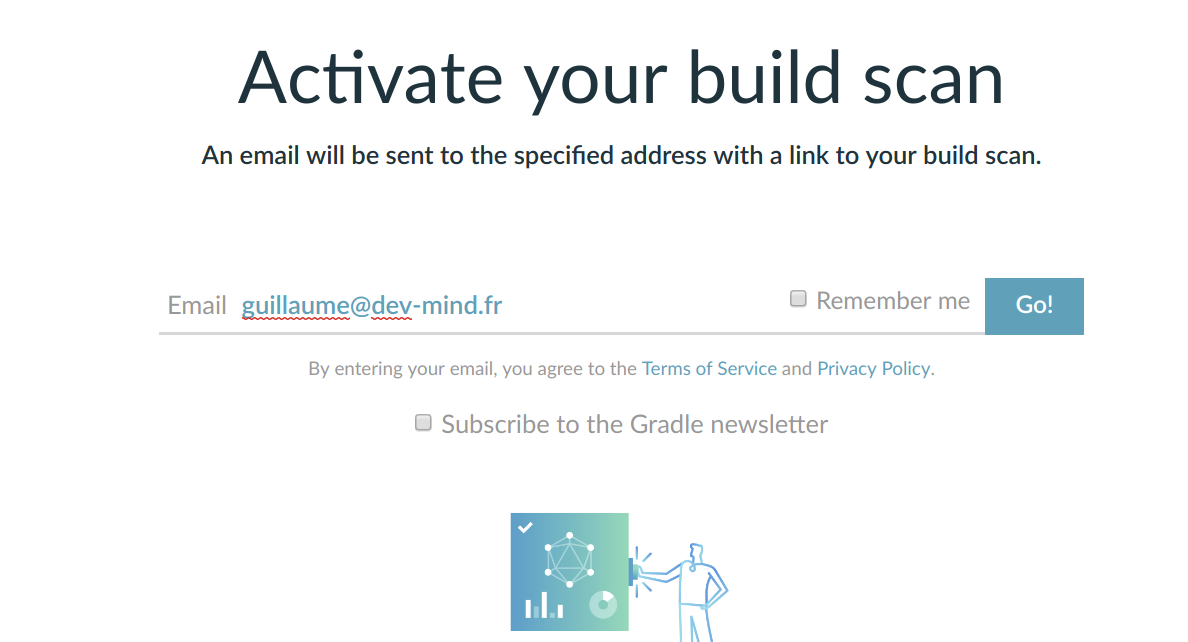 Activate your build scan
An email will be sent to the specified address with a link to your build scan.
Email guillaume@dev-mind.fr Remember me Go!
By entering your email, you agree to the Terms of Service and Privacy Policy.
Subscribe to the Gradle newsletter